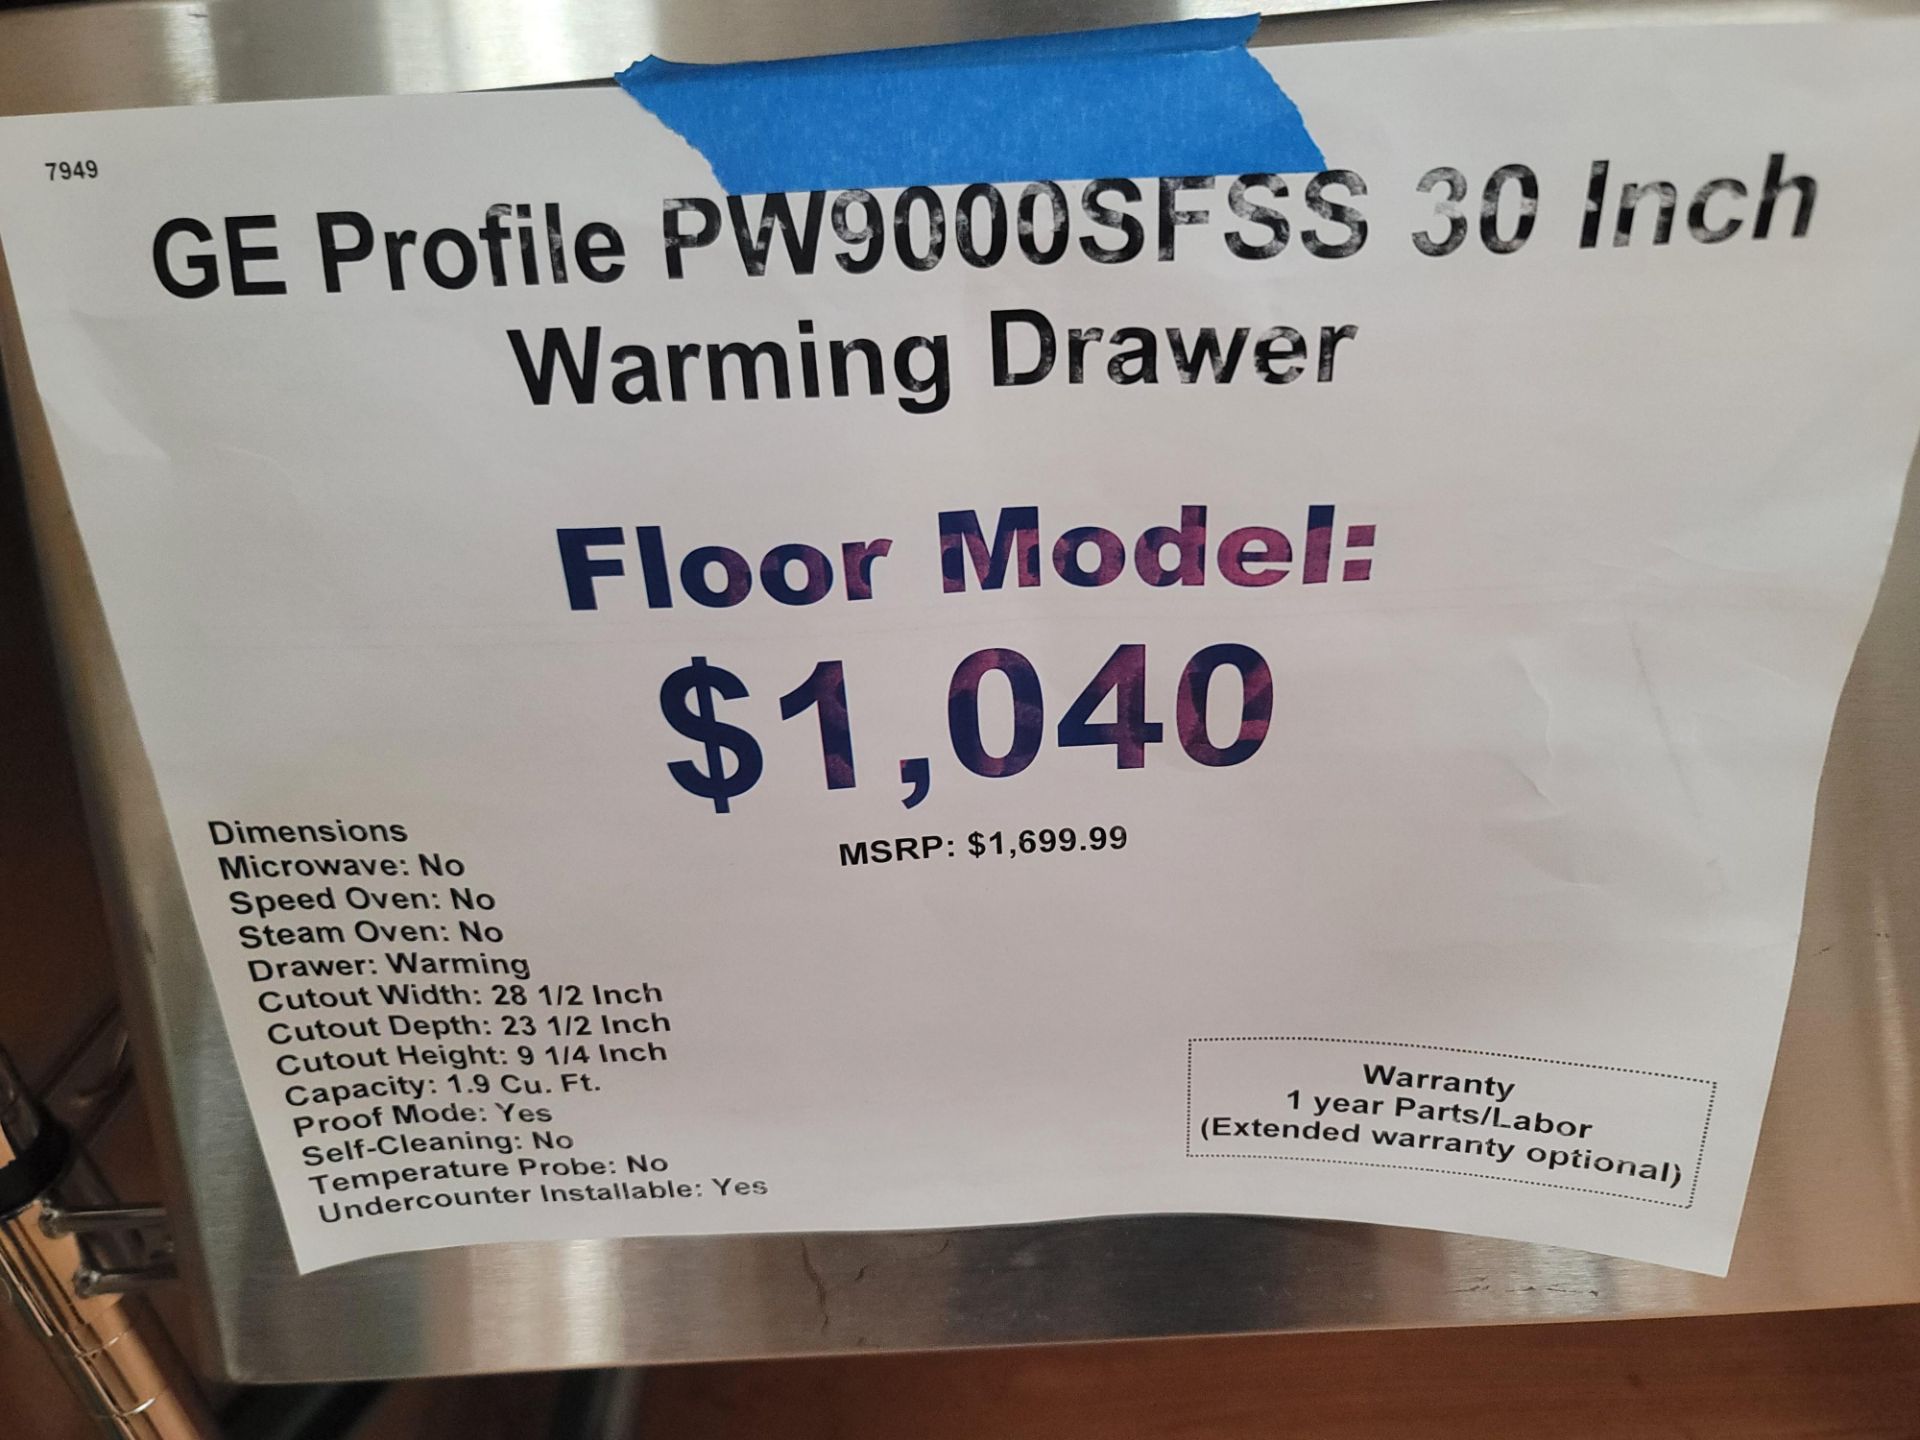 7949
GE Profile PW9000SFSS 30 Inch
Warming Drawer
Floor Model:
$1,040
MSRP: $1,699.99
Dimensions
Microwave: No
Speed Oven: No
Steam Oven: No
Drawer: Warming
Cutout Width: 28 1/2 Inch
Cutout Depth: 23 1/2 Inch
Cutout Height: 9 1/4 Inch
Capacity: 1.9 Cu. Ft.
Proof Mode: Yes
Self-Cleaning: No
Temperature Probe: No
Undercounter Installable: Yes
Warranty
1 year Parts/Labor
(Extended warranty optional)